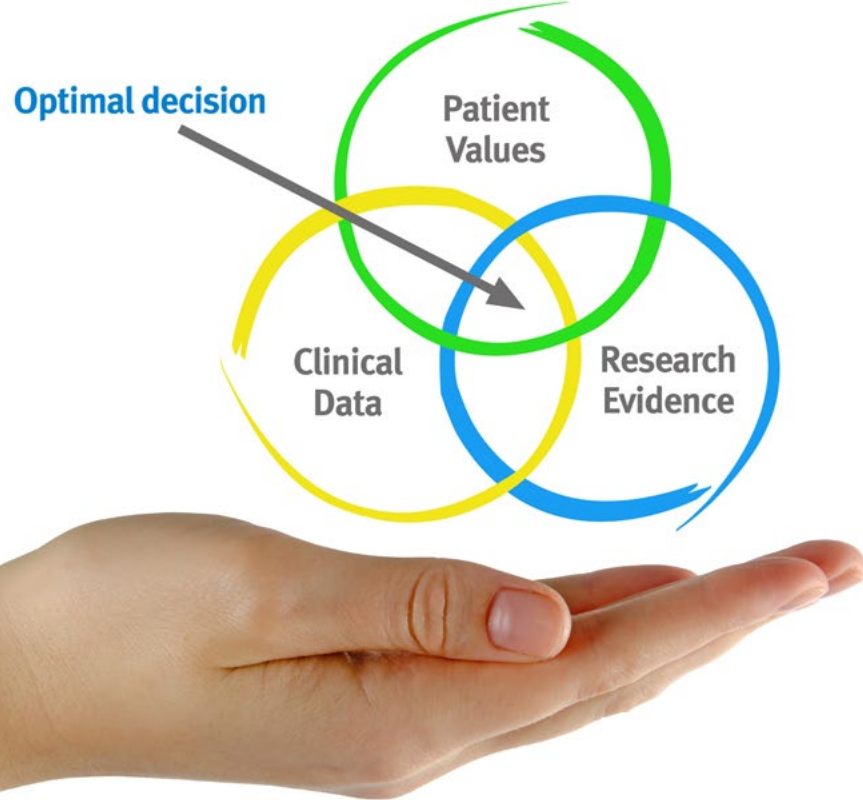 Optimal decision
Patient
Values
Clinical
Data
Research
Evidence